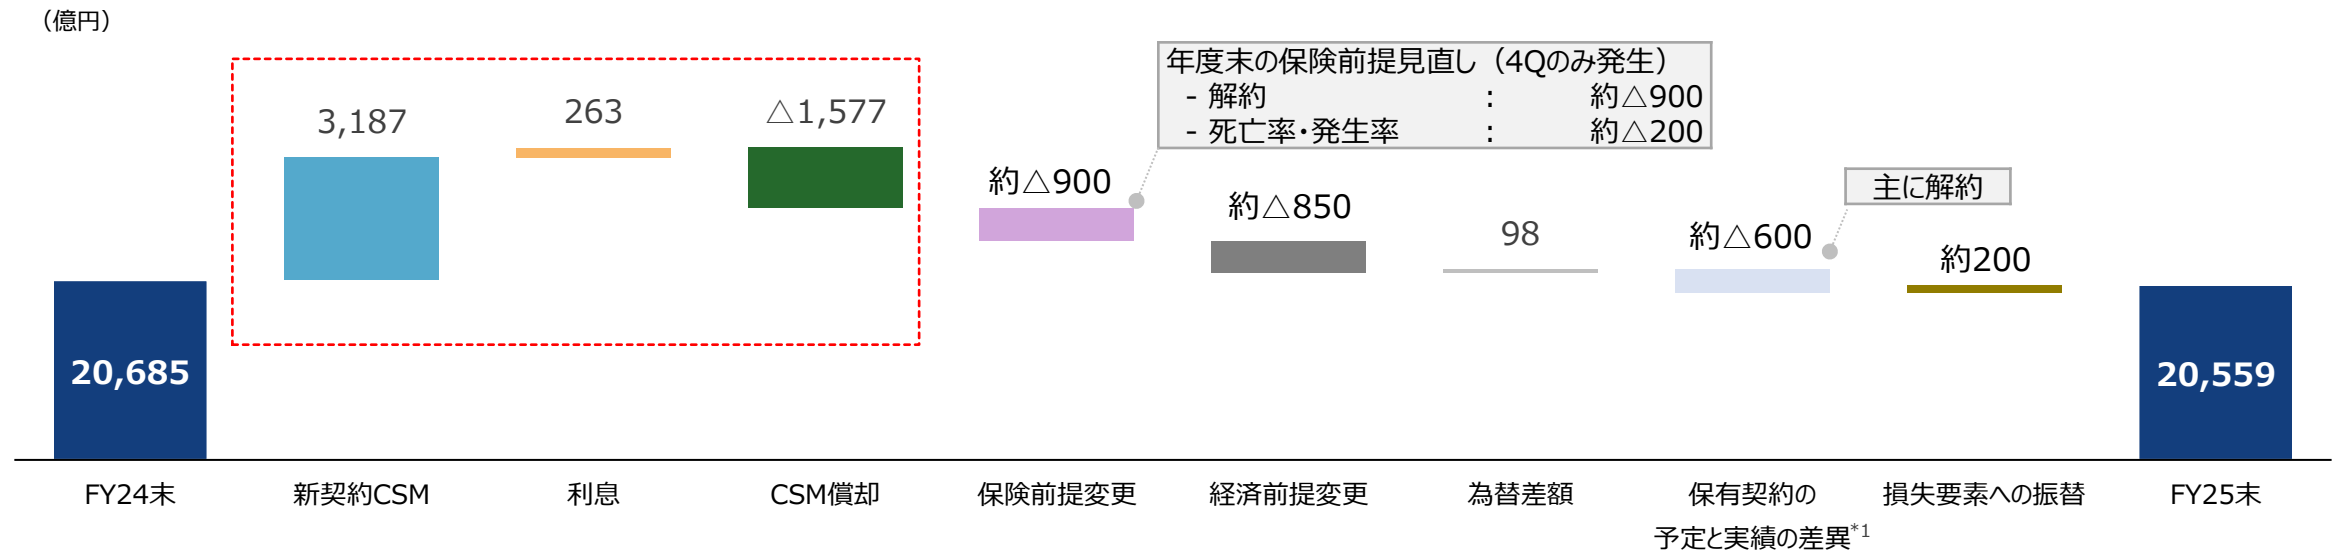 （億円）
年度末の保険前提見直し（4Qのみ発生）
- 解約 : 約△900
- 死亡率・発生率 : 約△200
3,187
263
△1,577
約△900
約△850
98
約△600
主に解約
約200
20,685
20,559
FY24末
新契約CSM
利息
CSM償却
保険前提変更
経済前提変更
為替差額
保有契約の
予定と実績の差異*1
損失要素への振替
FY25末